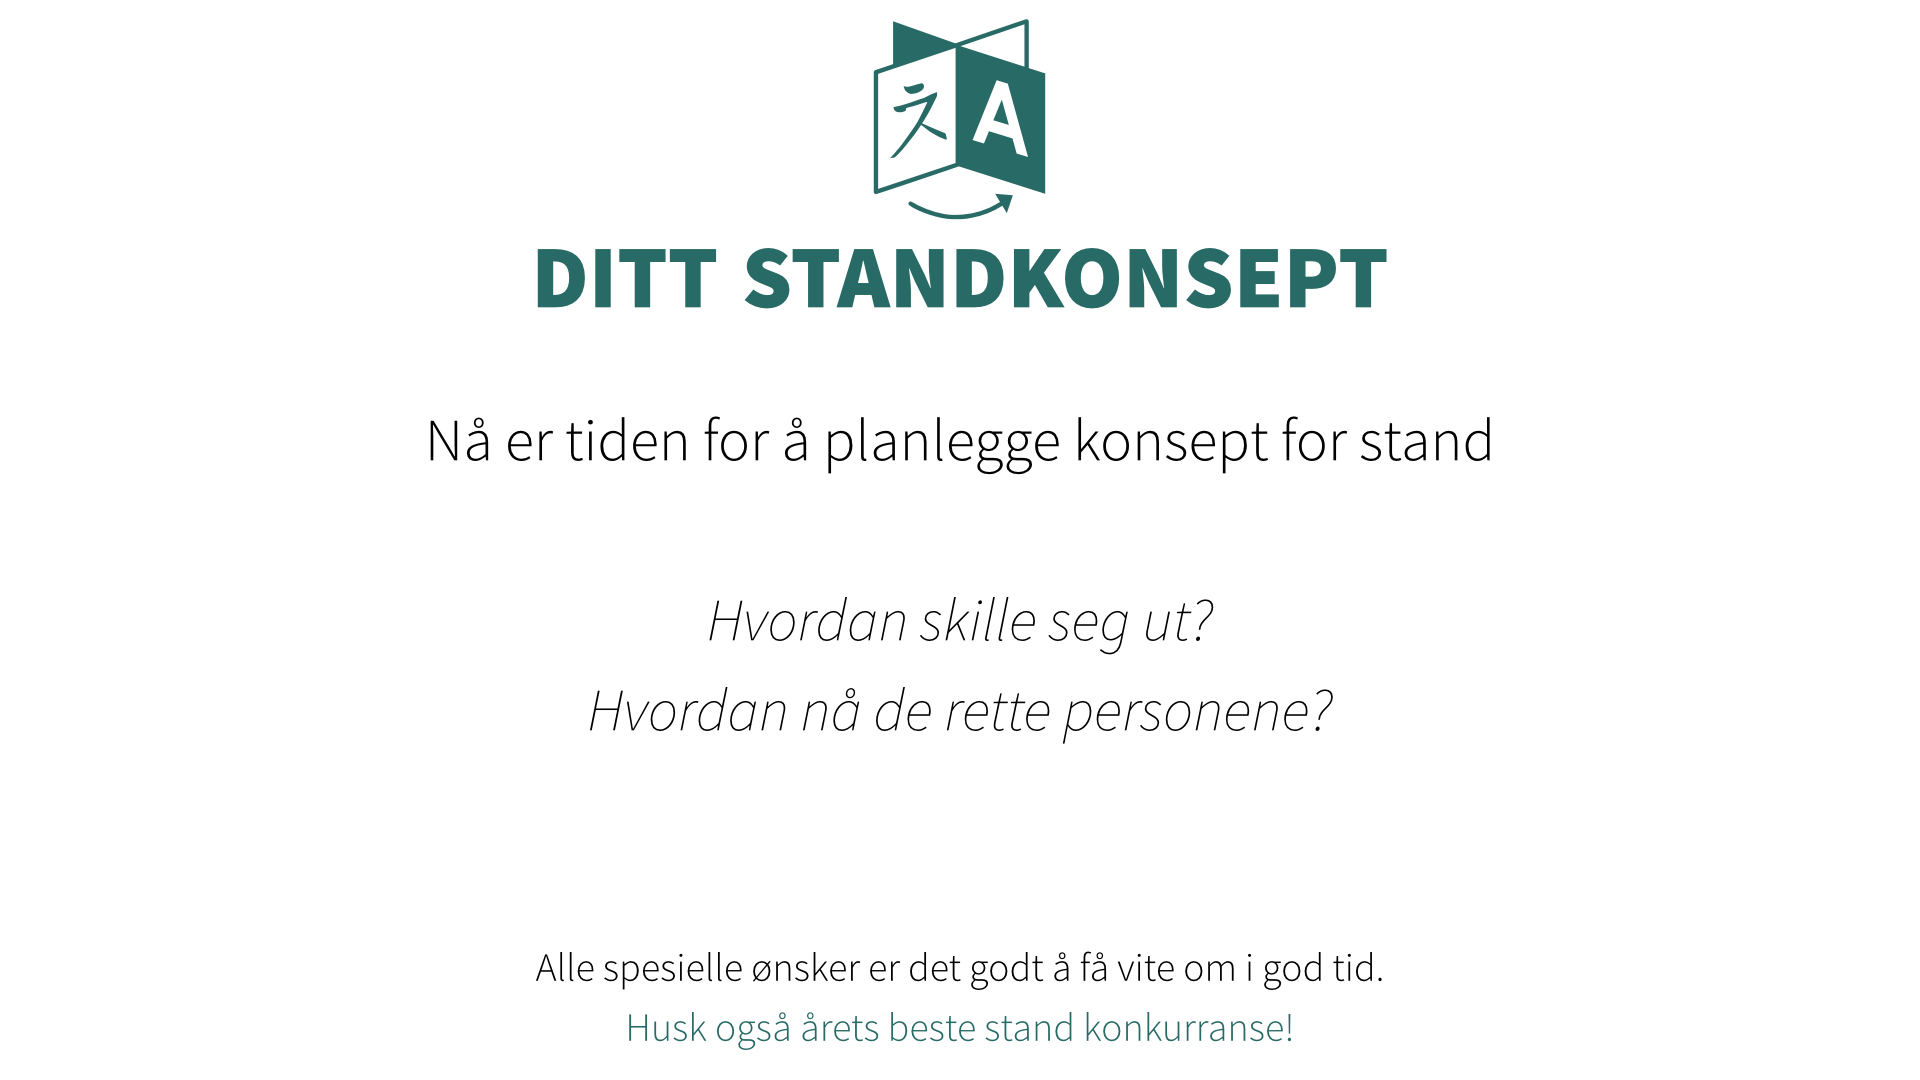 A
DITT STANDKONSEPT
Nå er tiden for å planlegge konsept for stand
Hvordan skille seg ut?
Hvordan nå de rette personene?
Alle spesielle ønsker er det godt å få vite om i god tid.
Husk også årets beste stand konkurranse!